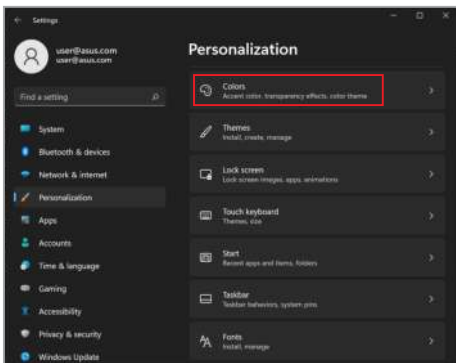 Settings
user@asus.com
user@asus.com
Find a setting
System
Bluetooth & devices
Network & internet
Personalization
Apps
Accounts
Time & language
Gaming
Accessibility
Privacy & security
Windows Update
Personalization
Colors
Accent color, transparency effects, color theme
Themes
Install, create, manage
Lock screen
Lock screen images, apps, animations
Touch keyboard
Themes, size
Start
Recent apps and items, folders
Taskbar
Taskbar behaviors, system pins
Fonts
Install, manage